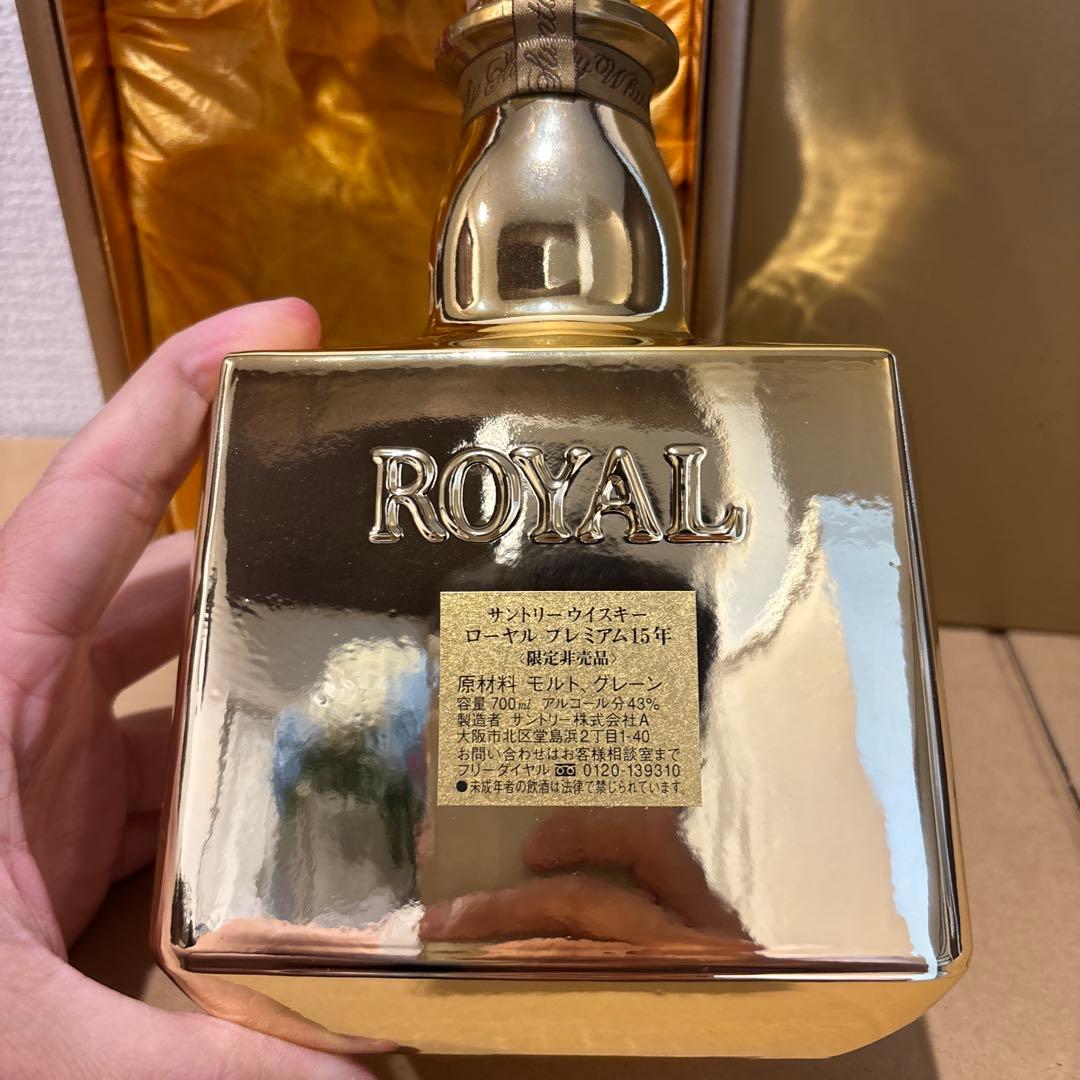 ROYAL
サントリーウイスキー
ローヤル プレミアム15年
〈限定非売品〉
原材料 モルト、グレーン
容量 700㎖ アルコール分43%
製造者 サントリー株式会社A
大阪市北区堂島浜2丁目1-40
お問い合わせはお客様相談室まで
フリーダイヤル 0120-139310
●未成年者の飲酒は法律で禁じられています。